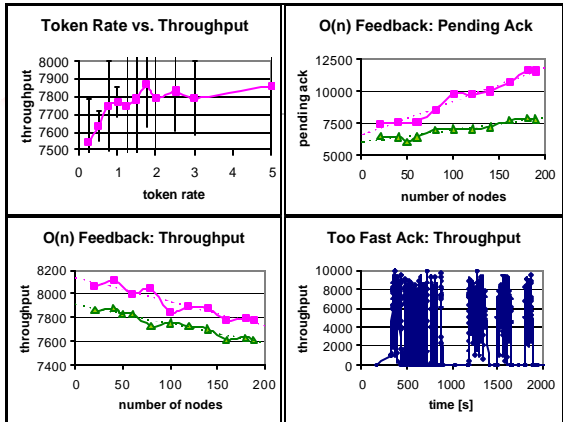 Token Rate vs. Throughput
8000
7900
7800
7700
7600
7500
throughput
0 1 2 3 4 5
token rate
O(n) Feedback: Pending Ack
12500
10000
7500
5000
pending ack
0 50 100 150 200
number of nodes
O(n) Feedback: Throughput
8200
8000
7800
7600
7400
throughput
0 50 100 150 200
number of nodes
Too Fast Ack: Throughput
10000
8000
6000
4000
2000
0
throughput
0 500 1000 1500 2000
time [s]